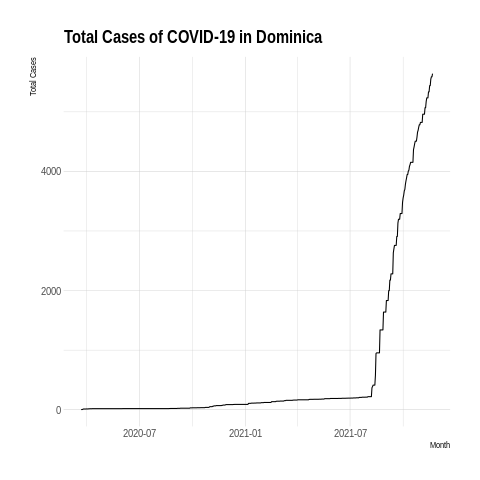 Total Cases of COVID-19 in Dominica
Total Cases
4000
2000
0
2020-07 2021-01 2021-07
Month